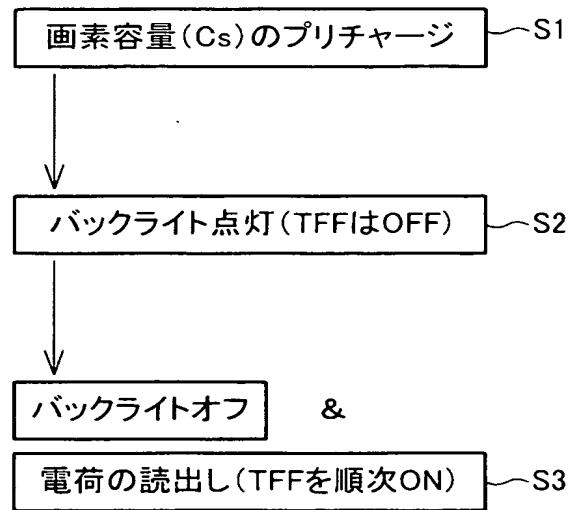 画素容量(Cs)のプリチャージ S1
バックライト点灯(TFFはOFF) S2
バックライトオフ &
電荷の読出し(TFFを順次ON) S3